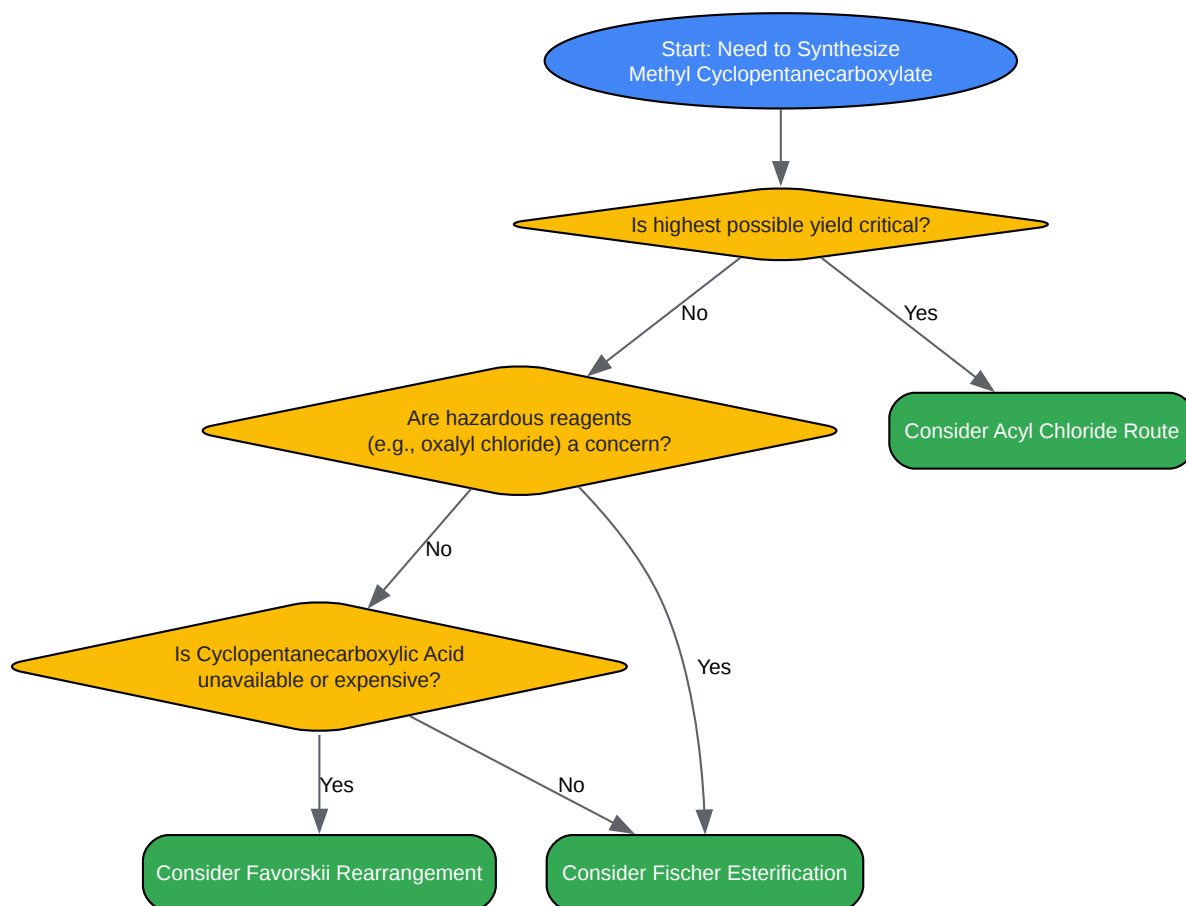 Start: Need to Synthesize
Methyl Cyclopentanecarboxylate
Is highest possible yield critical?
No
Yes
Are hazardous reagents
(e.g., oxalyl chloride) a concern?
Consider Acyl Chloride Route
No
Is Cyclopentanecarboxylic Acid
unavailable or expensive?
Yes
Yes
No
Consider Favorskii Rearrangement
Consider Fischer Esterification